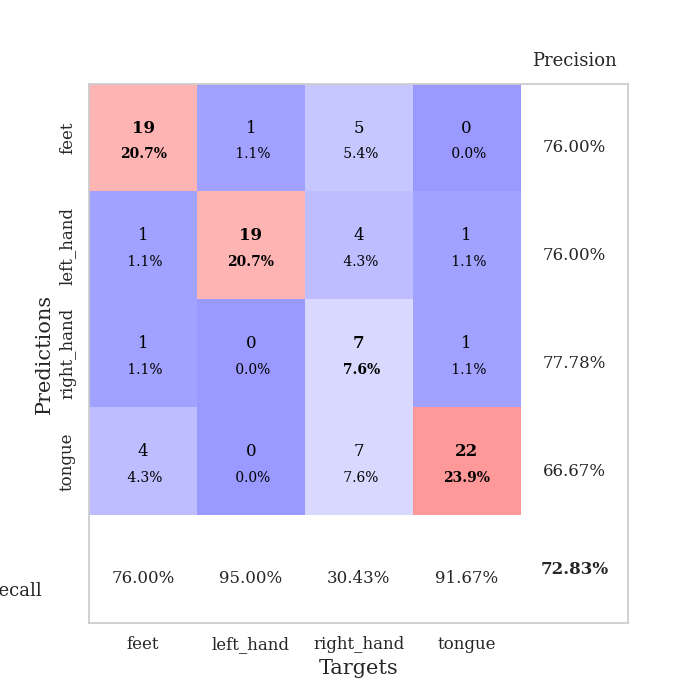 Precision
feet
19 1 5 0
20.7% 1.1% 5.4% 0.0%
76.00%
left_hand
1 19 4 1
1.1% 20.7% 4.3% 1.1%
76.00%
Predictions
right_hand
1 0 7 1
1.1% 0.0% 7.6% 1.1%
77.78%
tongue
4 0 7 22
4.3% 0.0% 7.6% 23.9%
66.67%
ecall
76.00% 95.00% 30.43% 91.67% 72.83%
feet left_hand right_hand tongue
Targets